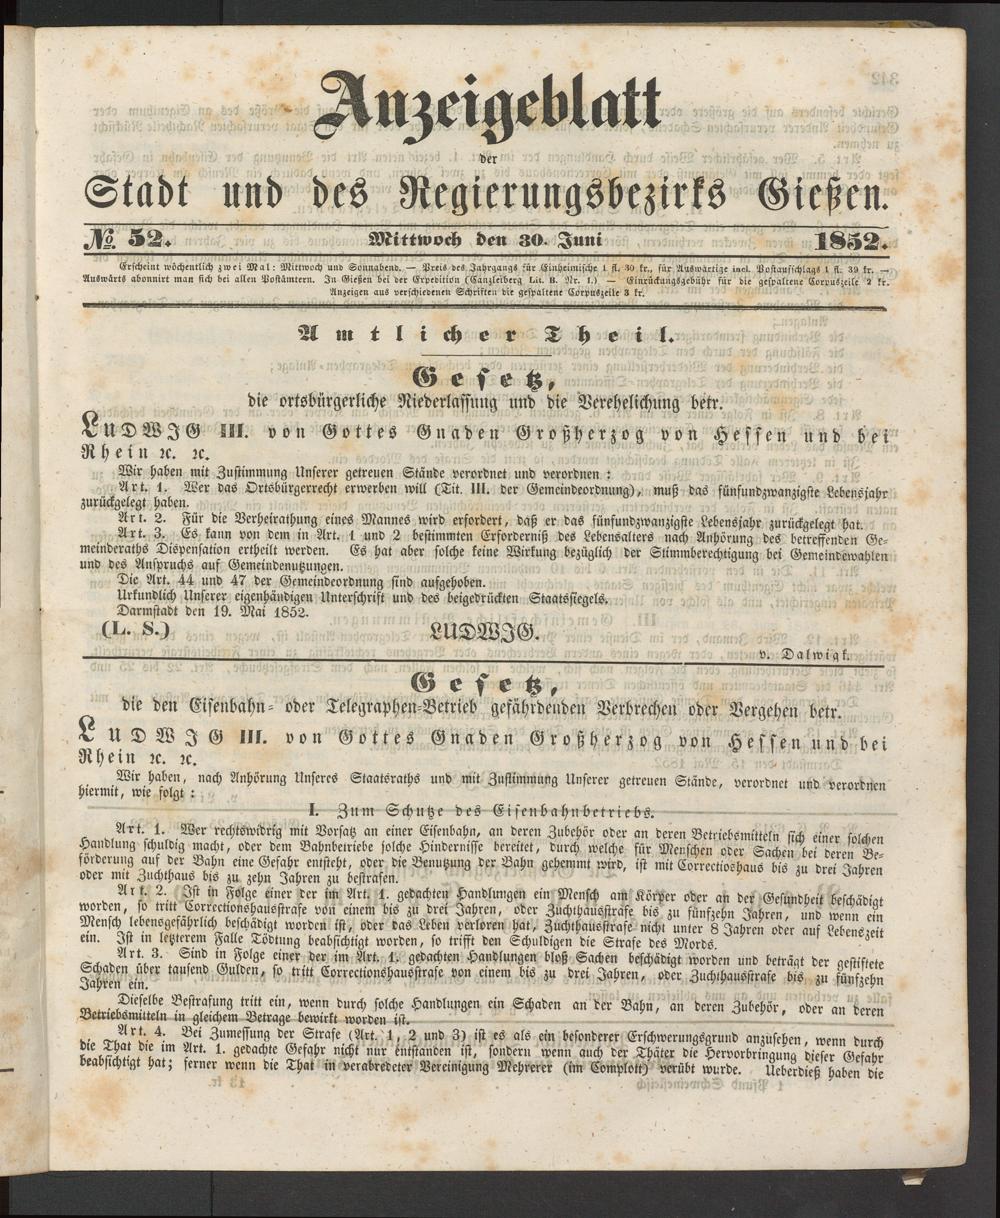 Anzeigeblatt
der
Stadt und des Regierungsbezirks Gießen.
№ 52. Mittwoch den 30. Juni 1852.
Erscheint wöchentlich zwei Mal: Mittwoch und Sonnabend. — Preis des Jahrgangs für Einheimische 1 fl. 30 kr., für Auswärtige incl. Postaufschlags 1 fl. 39 kr. —
Auswärts abonnirt man sich bei allen Postämtern. In Gießen bei der Expedition (Canzleiberg Lit. B. Nr. 1.) — Einrückungsgebühr für die gespaltene Corpuszeile 2 kr.
Anzeigen aus verschiedenen Schriften die gespaltene Corpuszeile 3 kr.
Amtlicher Theil.
Gesetz,
die ortsbürgerliche Niederlassung und die Verehelichung betr.
LUDWIG III. von Gottes Gnaden Großherzog von Hessen und bei
Rhein ꝛc. ꝛc.
Wir haben mit Zustimmung Unserer getreuen Stände verordnet und verordnen:
Art. 1. Wer das Ortsbürgerrecht erwerben will (Tit. III. der Gemeindeordnung), muß das fünfundzwanzigste Lebensjahr
zurückgelegt haben.
Art. 2. Für die Verheirathung eines Mannes wird erfordert, daß er das fünfundzwanzigste Lebensjahr zurückgelegt hat.
Art. 3. Es kann von dem in Art. 1 und 2 bestimmten Erforderniß des Lebensalters nach Anhörung des betreffenden Ge-
meinderaths Dispensation ertheilt werden. Es hat aber solche keine Wirkung bezüglich der Stimmberechtigung bei Gemeindewahlen
und des Anspruchs auf Gemeindenutzungen.
Die Art. 44 und 47 der Gemeindeordnung sind aufgehoben.
Urkundlich Unserer eigenhändigen Unterschrift und des beigedrückten Staatssiegels.
Darmstadt den 19. Mai 1852.
(L. S.) LUDWIG.
v. Dalwigk.
Gesetz,
die den Eisenbahn- oder Telegraphen-Betrieb gefährdenden Verbrechen oder Vergehen betr.
LUDWIG III. von Gottes Gnaden Großherzog von Hessen und bei
Rhein ꝛc. ꝛc.
Wir haben, nach Anhörung Unseres Staatsraths und mit Zustimmung Unserer getreuen Stände, verordnet und verordnen
hiermit, wie folgt:
I. Zum Schutze des Eisenbahnbetriebs.
Art. 1. Wer rechtswidrig mit Vorsatz an einer Eisenbahn, an deren Zubehör oder an deren Betriebsmitteln sich einer solchen
Handlung schuldig macht, oder dem Bahnbetriebe solche Hindernisse bereitet, durch welche für Menschen oder Sachen bei deren Be-
förderung auf der Bahn eine Gefahr entsteht, oder die Benutzung der Bahn gehemmt wird, ist mit Correctioshaus bis zu drei Jahren
oder mit Zuchthaus bis zu zehn Jahren zu bestrafen.
Art. 2. Ist in Folge einer der im Art. 1. gedachten Handlungen ein Mensch am Körper oder an der Gesundheit beschädigt
worden, so tritt Correctionshausstrafe von einem bis zu drei Jahren, oder Zuchthausstrafe bis zu fünfzehn Jahren, und wenn ein
Mensch lebensgefährlich beschädigt worden ist, oder das Leben verloren hat, Zuchthausstrafe nicht unter 8 Jahren oder auf Lebenszeit
ein. Ist in letzterem Falle Tödtung beabsichtigt worden, so trifft den Schuldigen die Strafe des Mords.
Art. 3. Sind in Folge einer der im Art. 1. gedachten Handlungen bloß Sachen beschädigt worden und beträgt der gestiftete
Schaden über tausend Gulden, so tritt Correctionshausstrafe von einem bis zu drei Jahren, oder Zuchthausstrafe bis zu fünfzehn
Jahren ein.
Dieselbe Bestrafung tritt ein, wenn durch solche Handlungen ein Schaden an der Bahn, an deren Zubehör, oder an deren
Betriebsmitteln in gleichem Betrage bewirkt worden ist.
Art. 4. Bei Zumessung der Strafe (Art. 1, 2 und 3) ist es als ein besonderer Erschwerungsgrund anzusehen, wenn durch
die That die im Art. 1. gedachte Gefahr nicht nur entstanden ist, sondern wenn auch der Thäter die Hervorbringung dieser Gefahr
beabsichtigt hat; ferner wenn die That in verabredeter Vereinigung Mehrerer (im Complott) verübt wurde. Ueberdieß haben die